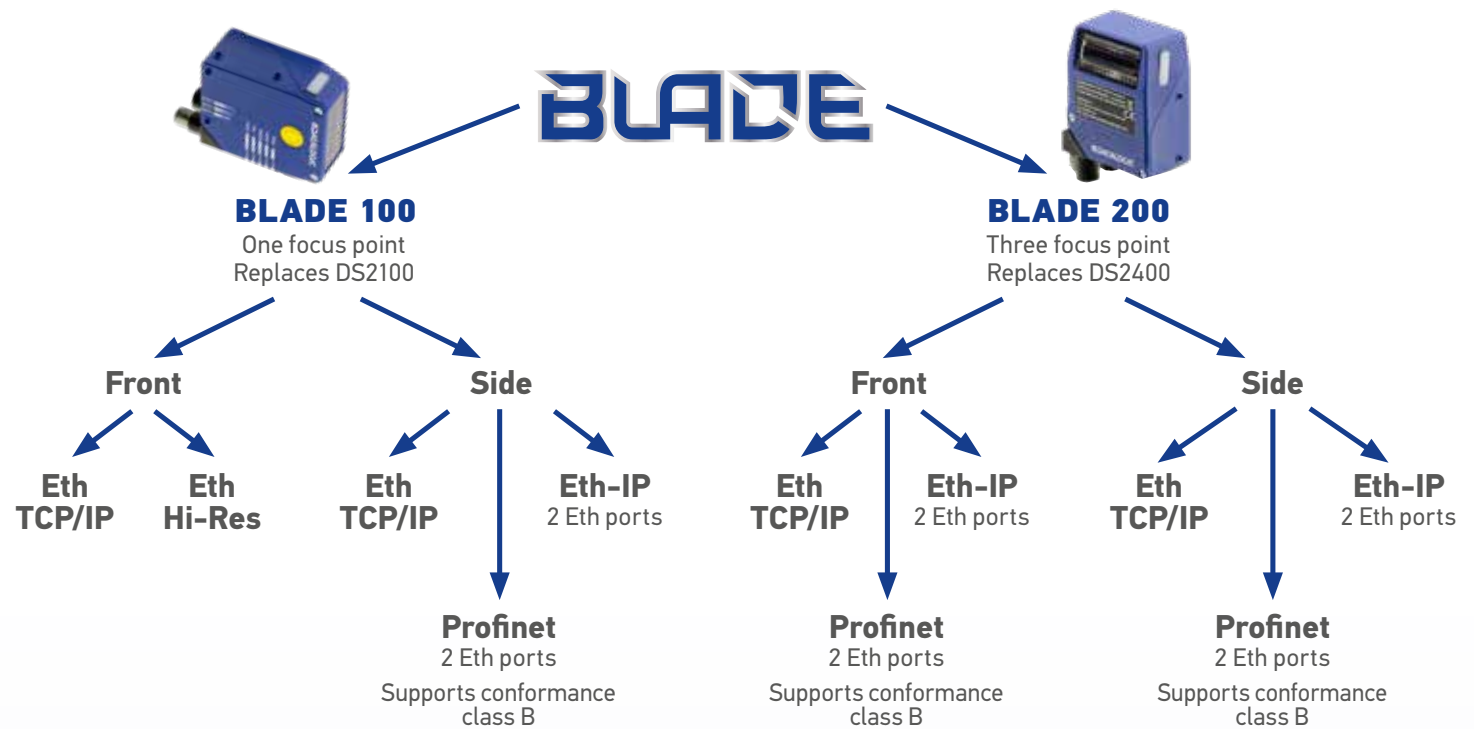 BLADE
BLADE 100
One focus point
Replaces DS2100
BLADE 200
Three focus point
Replaces DS2400
Front
Side
Front
Side
Eth
TCP/IP
Eth
Hi-Res
Eth
TCP/IP
Eth-IP
2 Eth ports
Eth
TCP/IP
Eth-IP
2 Eth ports
Eth
TCP/IP
Eth-IP
2 Eth ports
Profinet
2 Eth ports
Supports conformance
class B
Profinet
2 Eth ports
Supports conformance
class B
Profinet
2 Eth ports
Supports conformance
class B